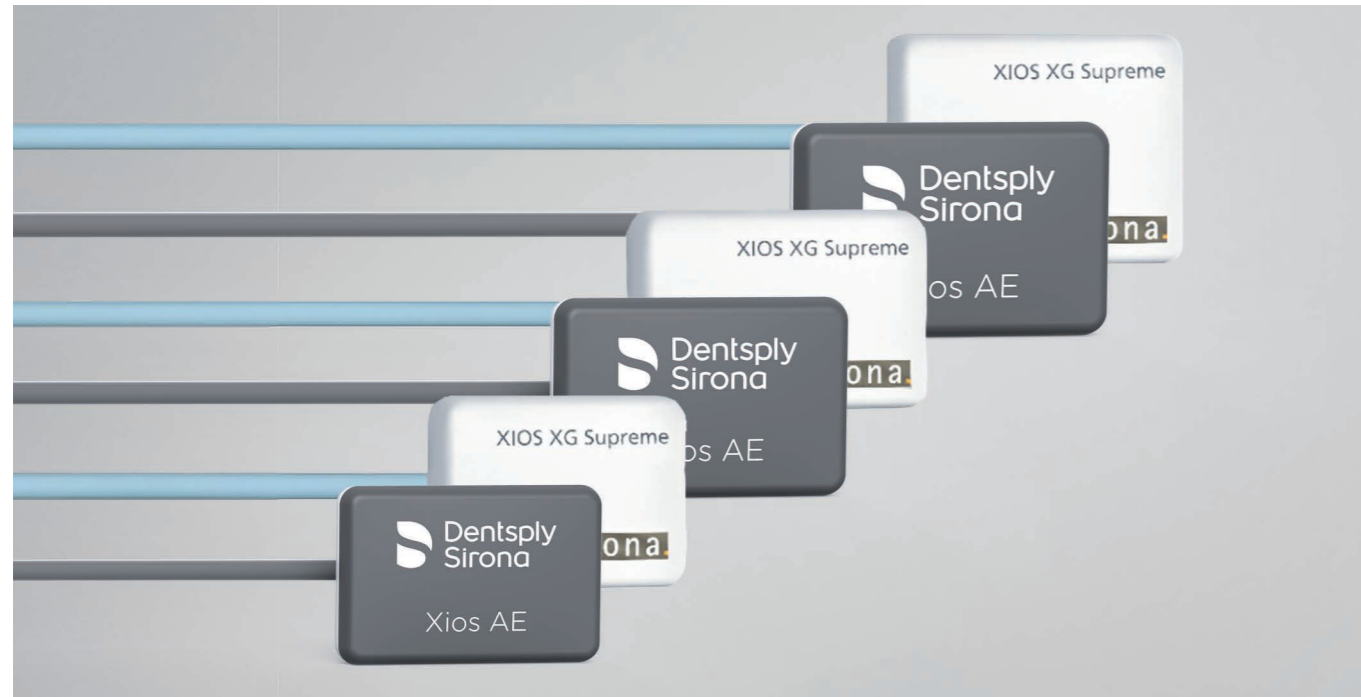 XIOS XG Supreme
Dentsply
Sirona
ona.
os AE
XIOS XG Supreme
Dentsply
Sirona
ona.
os AE
XIOS XG Supreme
Dentsply
Sirona
ona.
Xios AE